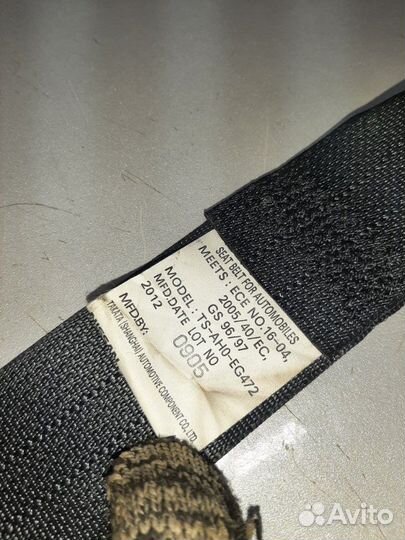 SEAT BELT FOR AUTOMOBILES
MEETS: ECE NO.16-04,
2005/40/EC,
CS 96/97
MODEL: TS-AH0-EG472
MFD.DATE LOT NO
2012 0905
MFD.BY:
TAKATA (SHANGHAI) AUTOMOTIVE COMPONENT CO.,LTD.
Avito